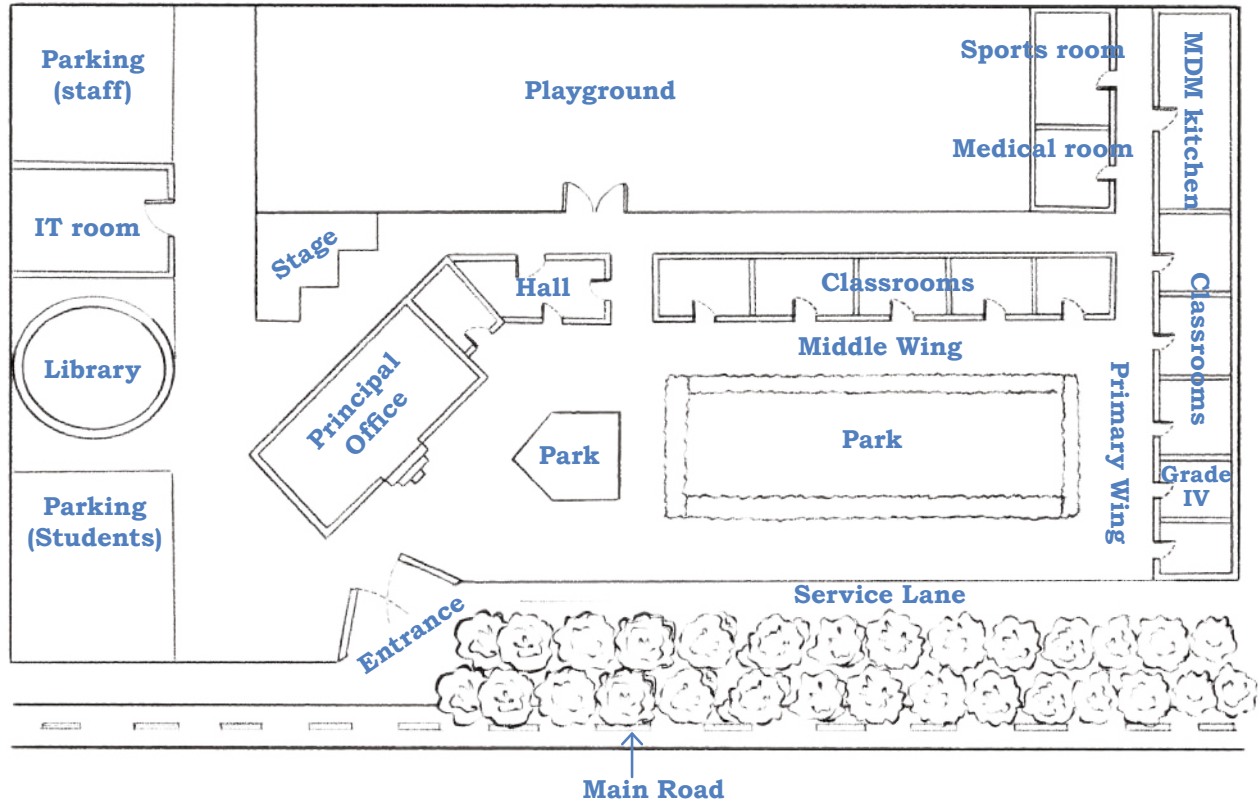 Parking
(staff)
Playground
Sports room
MDM kitchen
Medical room
IT room
Stage
Hall
Classrooms
Classrooms
Library
Middle Wing
Principal
Office
Primary Wing
Park
Park
Grade
IV
Parking
(Students)
Service Lane
Entrance
Main Road